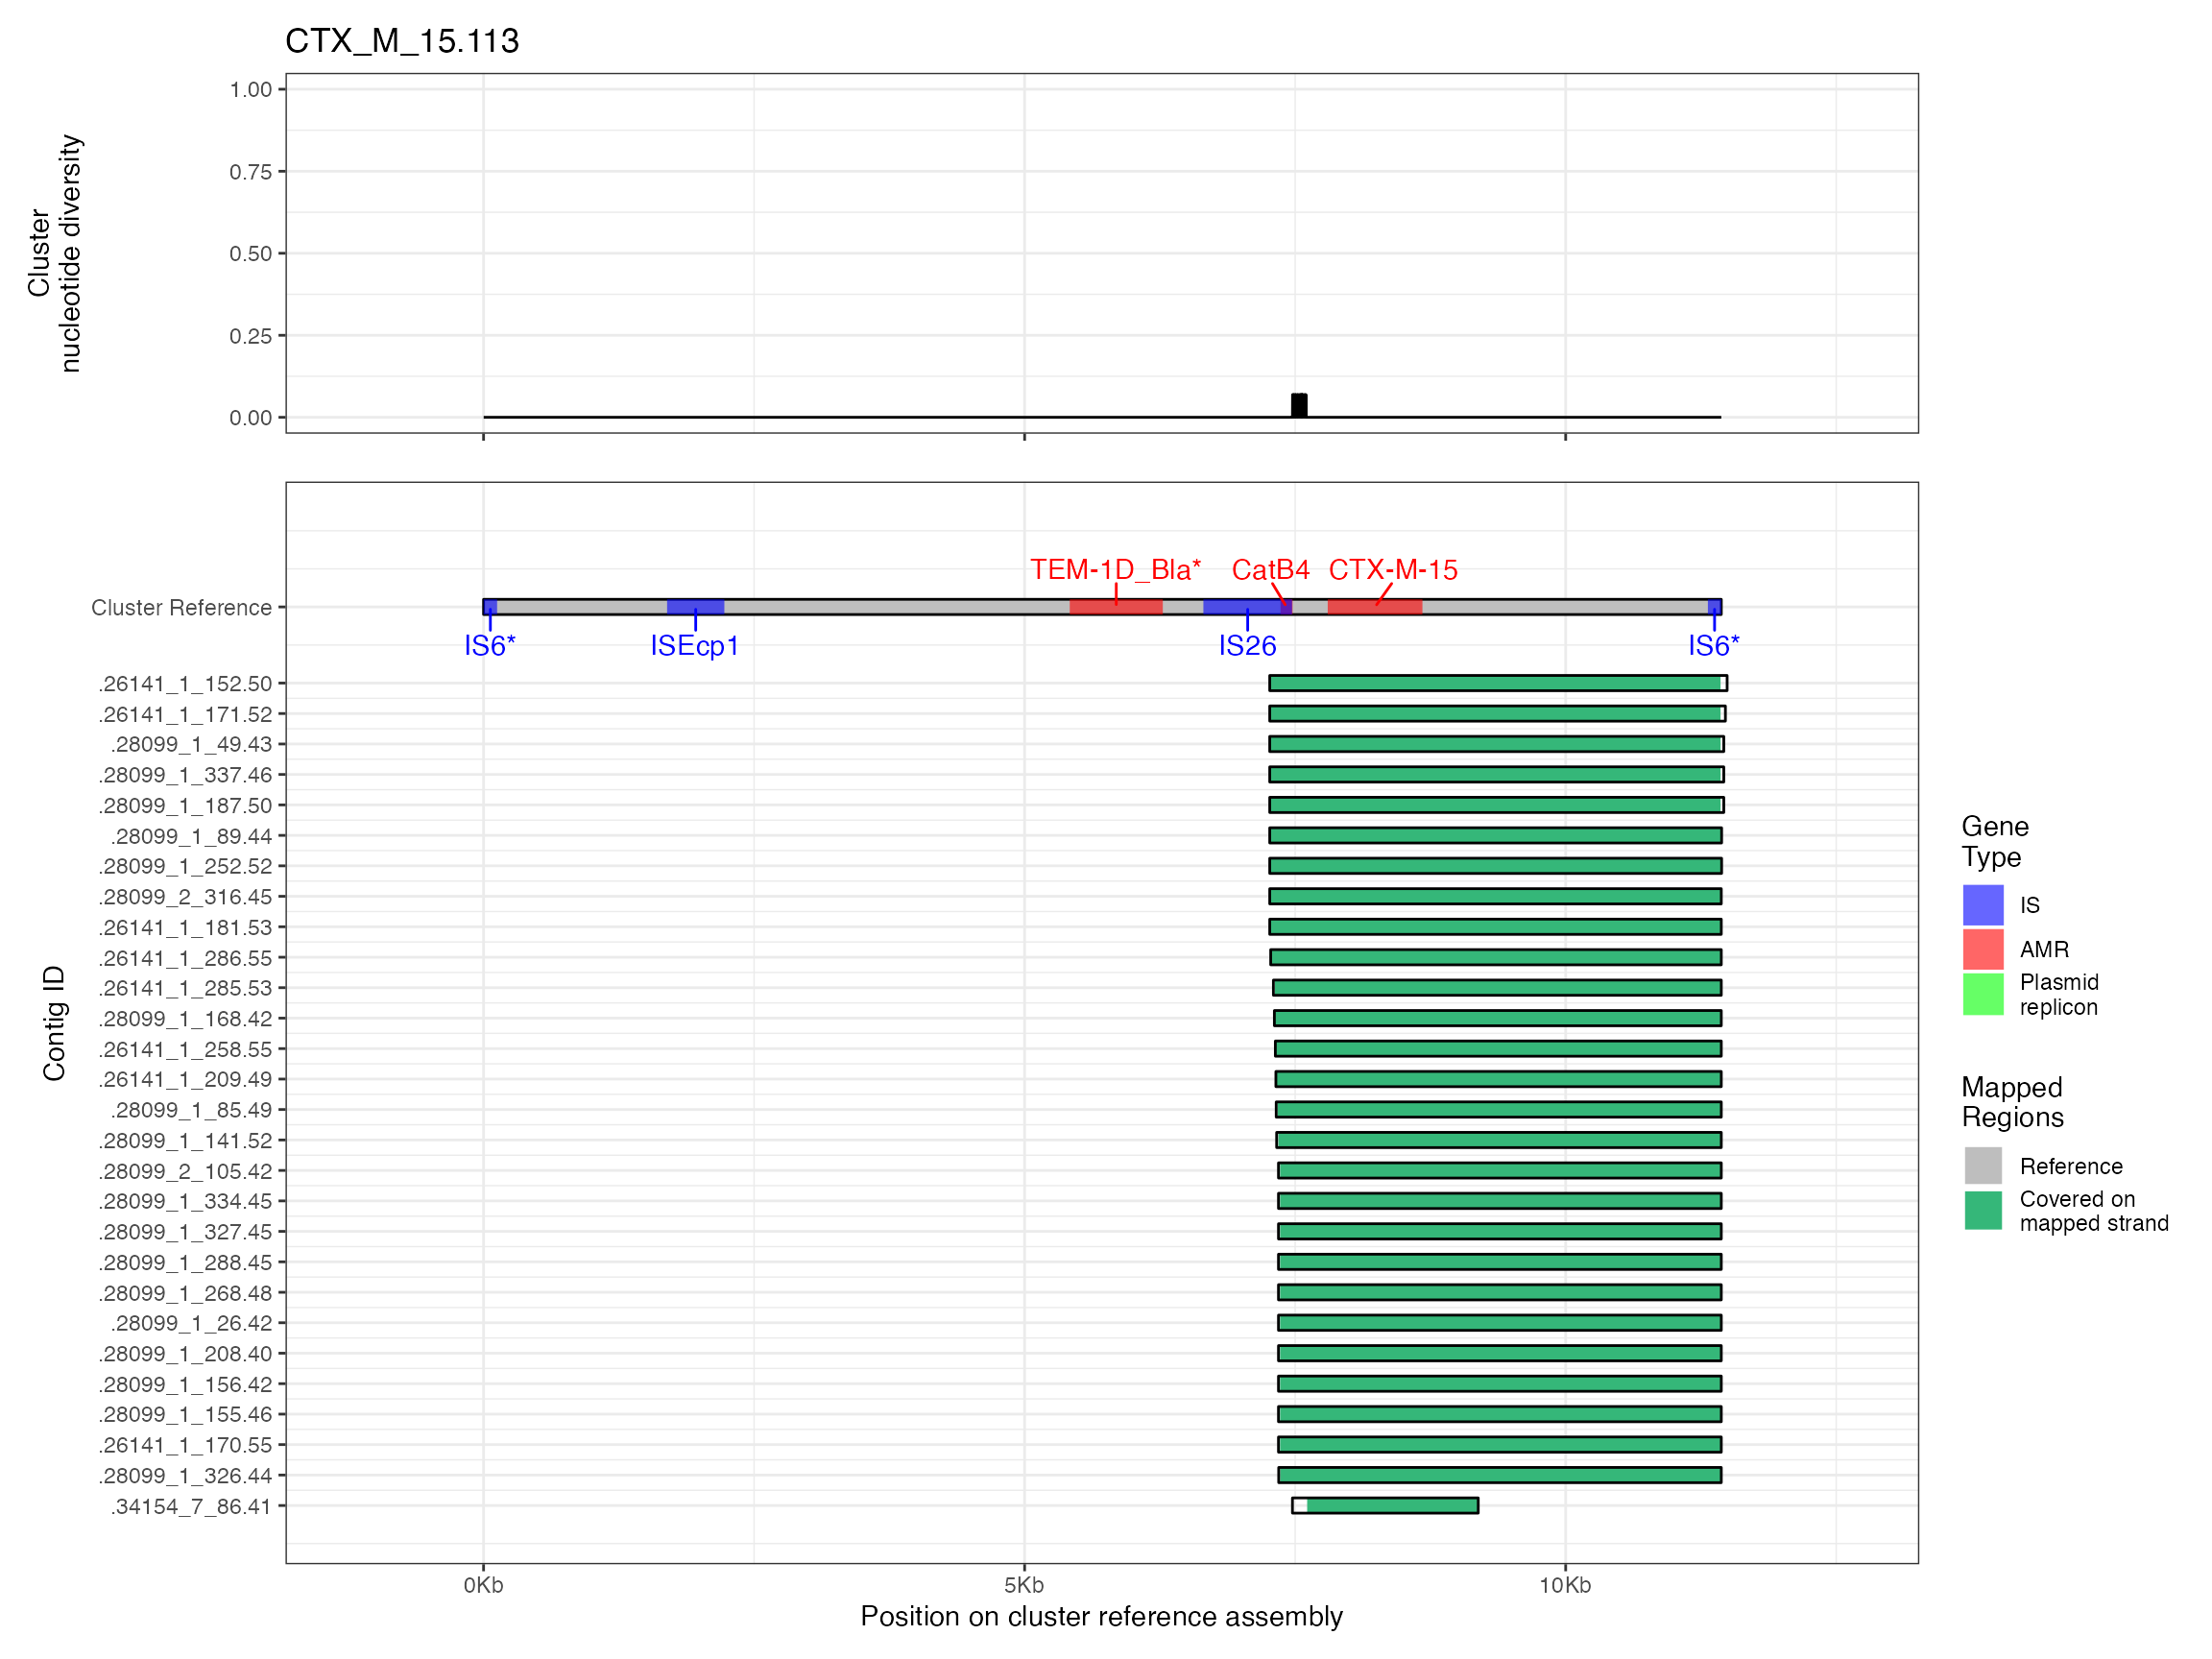 CTX_M_15.113
Cluster
nucleotide diversity
1.00
0.75
0.50
0.25
0.00
TEM-1D_Bla* CatB4 CTX-M-15
Cluster Reference
IS6* ISEcp1 IS26 IS6*
Contig ID
.26141_1_152.50
.26141_1_171.52
.28099_1_49.43
.28099_1_337.46
.28099_1_187.50
.28099_1_89.44
.28099_1_252.52
.28099_2_316.45
.26141_1_181.53
.26141_1_286.55
.26141_1_285.53
.28099_1_168.42
.26141_1_258.55
.26141_1_209.49
.28099_1_85.49
.28099_1_141.52
.28099_2_105.42
.28099_1_334.45
.28099_1_327.45
.28099_1_288.45
.28099_1_268.48
.28099_1_26.42
.28099_1_208.40
.28099_1_156.42
.28099_1_155.46
.26141_1_170.55
.28099_1_326.44
.34154_7_86.41
0Kb 5Kb 10Kb
Position on cluster reference assembly
Gene
Type
IS
AMR
Plasmid
replicon
Mapped
Regions
Reference
Covered on
mapped strand